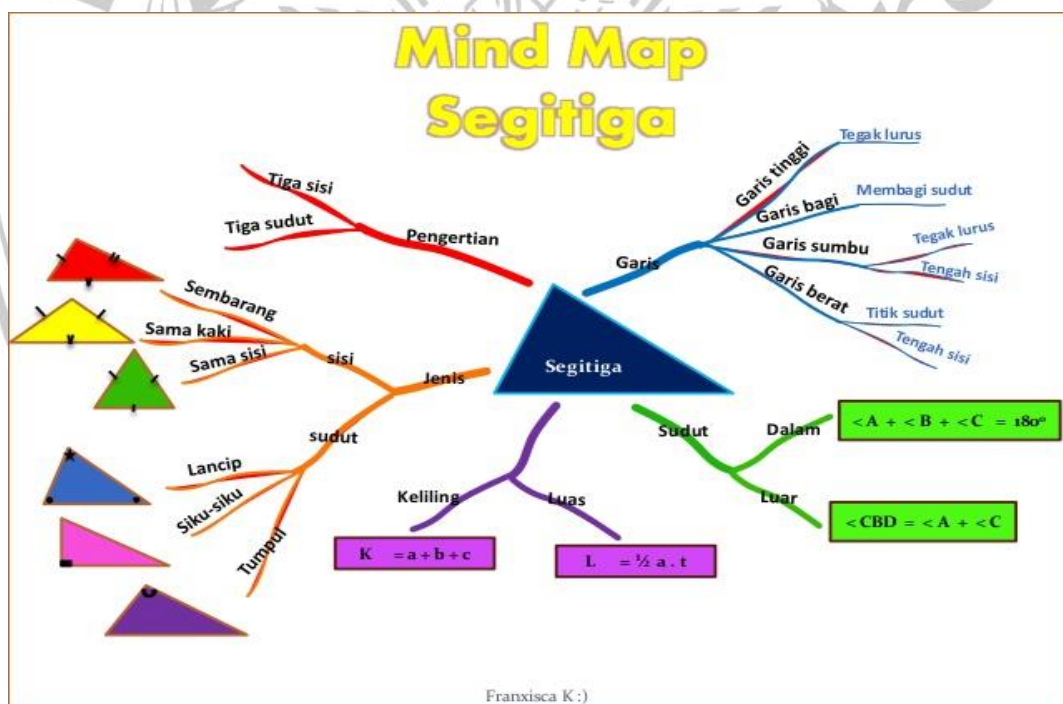 Mind Map
Segitiga
Tiga sisi
Tiga sudut
Pengertian
Garis
Garis tinggi
Tegak lurus
Garis bagi
Membagi sudut
Garis sumbu
Tegak lurus
Tengah sisi
Garis berat
Titik sudut
Tengah sisi
Segitiga
Jenis
sisi
Sembarang
Sama kaki
Sama sisi
sudut
Lancip
Siku-siku
Tumpul
Keliling
K = a + b + c
Luas
L = ½ a . t
Sudut
Dalam
<A + <B + <C = 180°
Luar
<CBD = <A + <C
Franxisca K :)